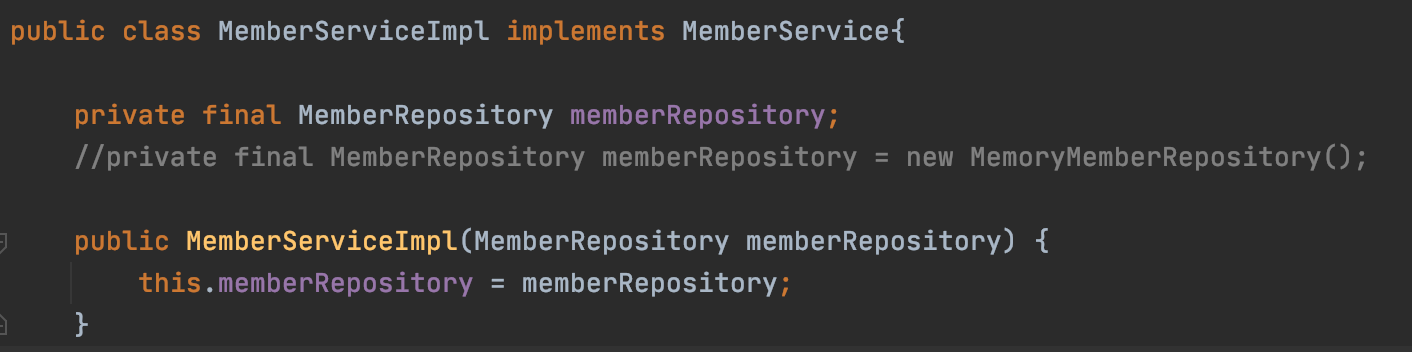 public class MemberServiceImpl implements MemberService{
private final MemberRepository memberRepository;
//private final MemberRepository memberRepository = new MemoryMemberRepository();
public MemberServiceImpl(MemberRepository memberRepository) {
this.memberRepository = memberRepository;
}